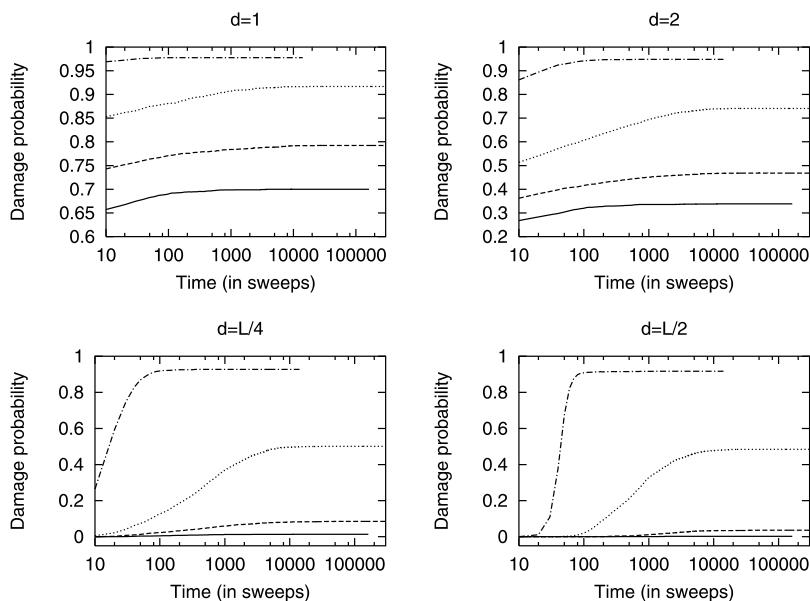 d=1
Damage probability
1
0.95
0.9
0.85
0.8
0.75
0.7
0.65
0.6
10 100 1000 10000 100000
Time (in sweeps)
d=2
Damage probability
1
0.9
0.8
0.7
0.6
0.5
0.4
0.3
0.2
10 100 1000 10000 100000
Time (in sweeps)
d=L/4
Damage probability
1
0.8
0.6
0.4
0.2
0
10 100 1000 10000 100000
Time (in sweeps)
d=L/2
Damage probability
1
0.8
0.6
0.4
0.2
0
10 100 1000 10000 100000
Time (in sweeps)